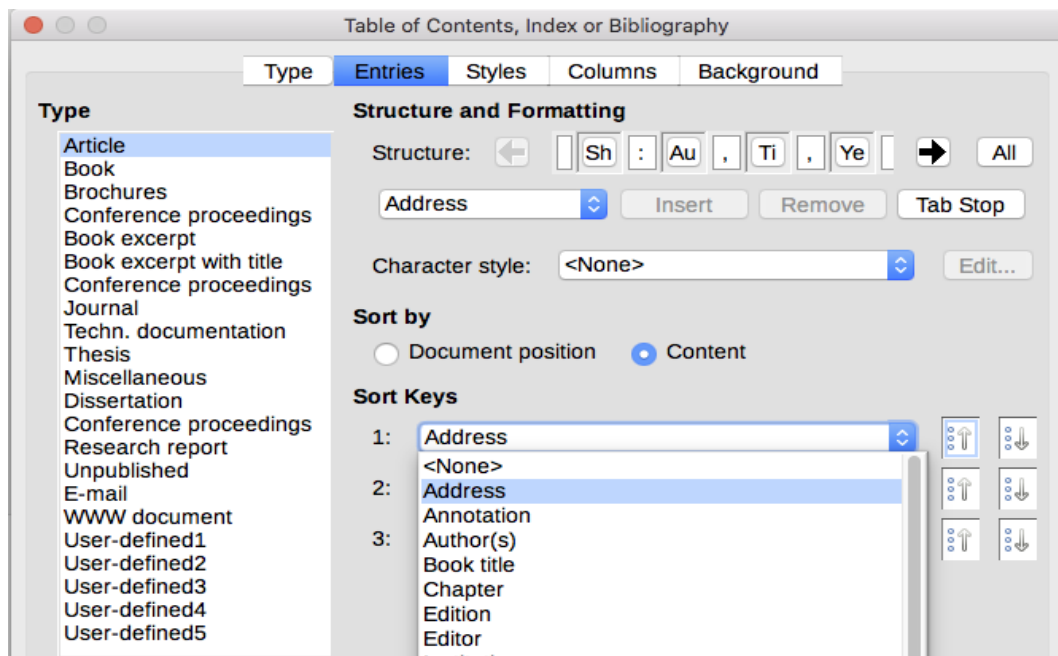 Table of Contents, Index or Bibliography
Type Entries Styles Columns Background
Type
Article
Book
Brochures
Conference proceedings
Book excerpt
Book excerpt with title
Conference proceedings
Journal
Techn. documentation
Thesis
Miscellaneous
Dissertation
Conference proceedings
Research report
Unpublished
E-mail
WWW document
User-defined1
User-defined2
User-defined3
User-defined4
User-defined5
Structure and Formatting
Structure: Sh : Au , Ti , Ye All
Address Insert Remove Tab Stop
Character style: <None> Edit...
Sort by
Document position Content
Sort Keys
1: Address
<None>
2: Address
Annotation
3: Author(s)
Book title
Chapter
Edition
Editor